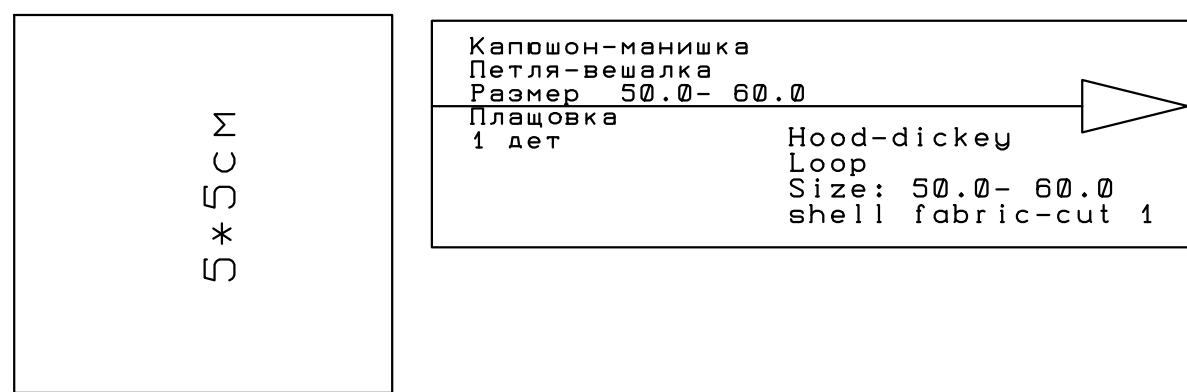 5*5см
Капюшон-манишка
Петля-вешалка
Размер 50.0- 60.0
Плащовка
1 дет
Hood-dickey
Loop
Size: 50.0- 60.0
shell fabric-cut 1